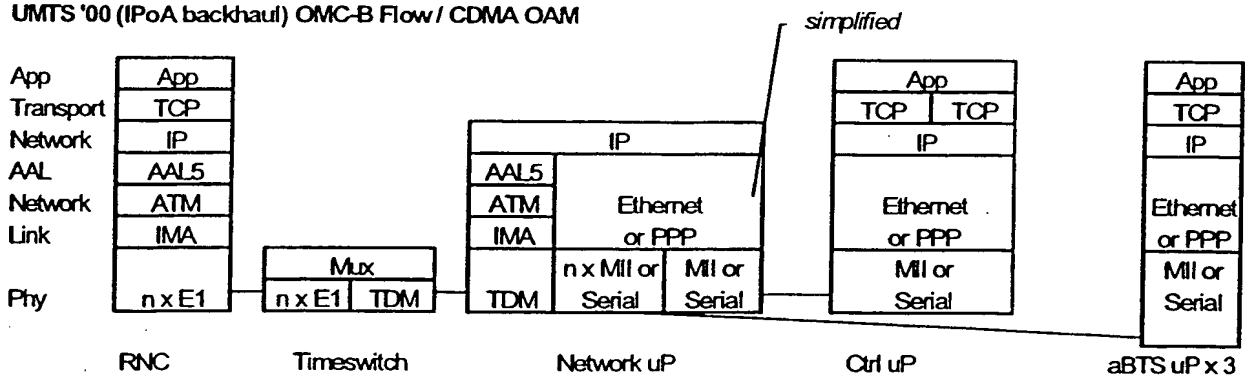 UMTS '00 (IPoA backhaul) OMC-B Flow / CDMA OAM
simplified
App App App App
Transport TCP TCP TCP TCP
Network IP IP IP IP
AAL AAL5 AAL5
Network ATM ATM Ethernet Ethernet Ethernet
Link IMA IMA or PPP or PPP or PPP
Mux n x MII or MII or MII or MII or
Phy n x E1 n x E1 TDM TDM Serial Serial Serial Serial
RNC Timeswitch Network uP Ctrl uP aBTS uP x 3